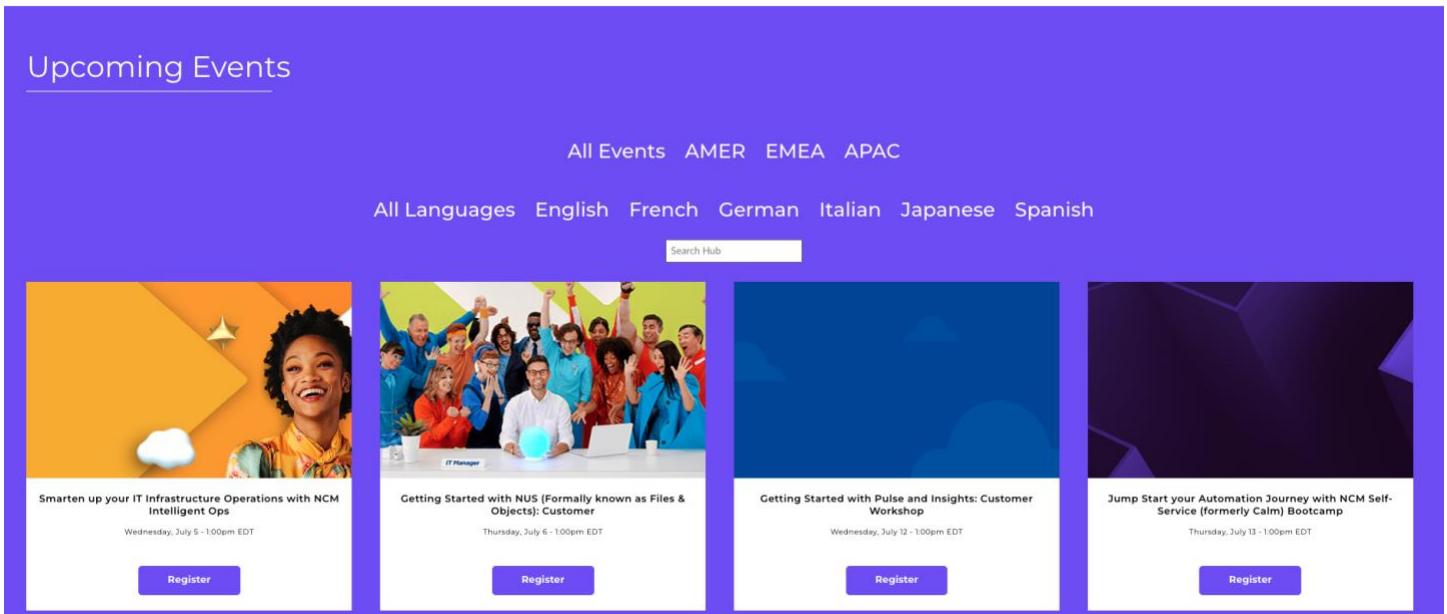 Upcoming Events
All Events AMER EMEA APAC
All Languages English French German Italian Japanese Spanish
Search Hub
IT Manager
Smarten up your IT Infrastructure Operations with NCM
Intelligent Ops
Wednesday, July 5 - 1:00pm EDT
Register
Getting Started with NUS (Formally known as Files &
Objects): Customer
Thursday, July 6 - 1:00pm EDT
Register
Getting Started with Pulse and Insights: Customer
Workshop
Wednesday, July 12 - 1:00pm EDT
Register
Jump Start your Automation Journey with NCM Self-
Service (formerly Calm) Bootcamp
Thursday, July 13 - 1:00pm EDT
Register